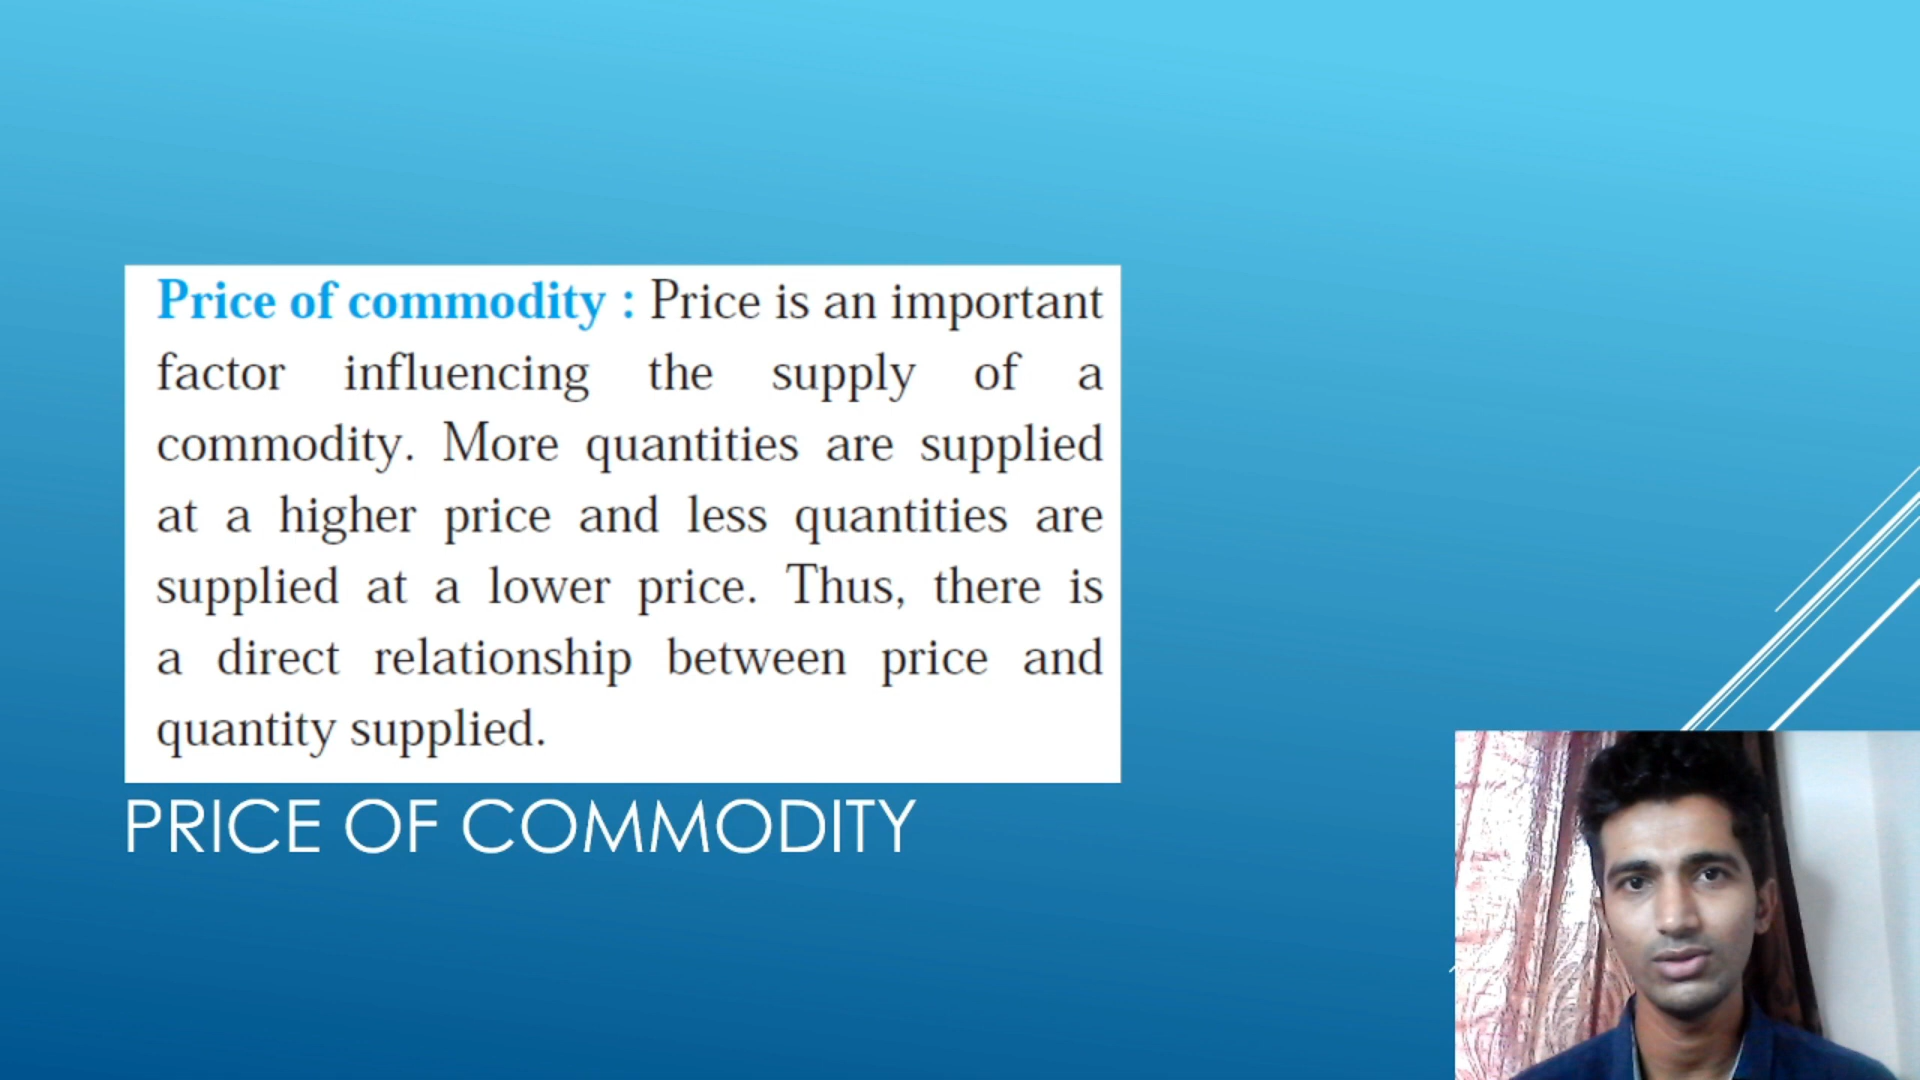 Price of commodity : Price is an important
factor influencing the supply of a
commodity. More quantities are supplied
at a higher price and less quantities are
supplied at a lower price. Thus, there is
a direct relationship between price and
quantity supplied.
PRICE OF COMMODITY